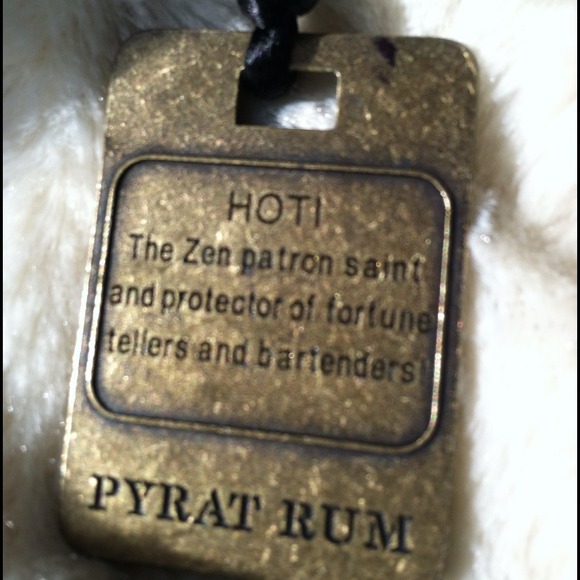 HOTI
The Zen patron saint
and protector of fortune
tellers and bartenders
PYRAT RUM